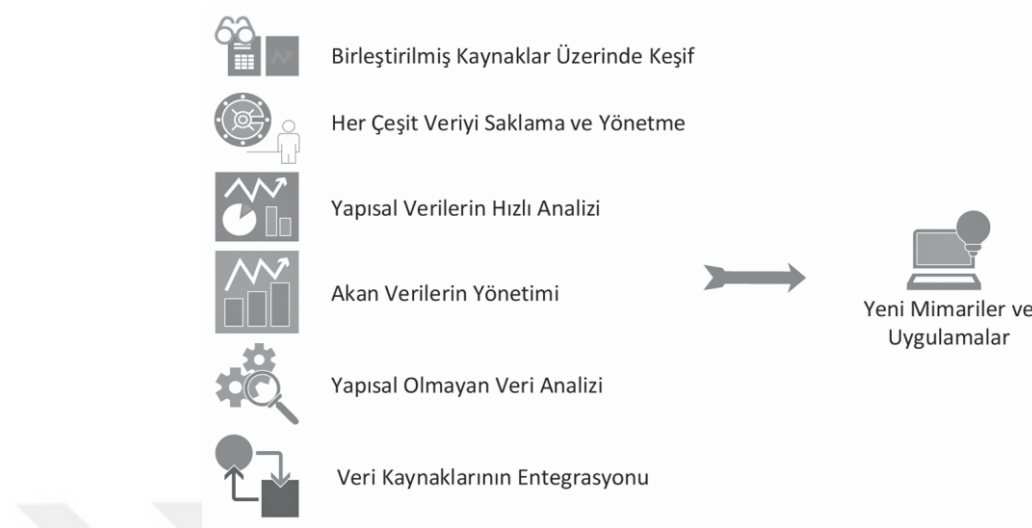 Birleştirilmiş Kaynaklar Üzerinde Keşif
Her Çeşit Veriyi Saklama ve Yönetme
Yapısal Verilerin Hızlı Analizi
Akan Verilerin Yönetimi
Yapısal Olmayan Veri Analizi
Veri Kaynaklarının Entegrasyonu
Yeni Mimariler ve
Uygulamalar